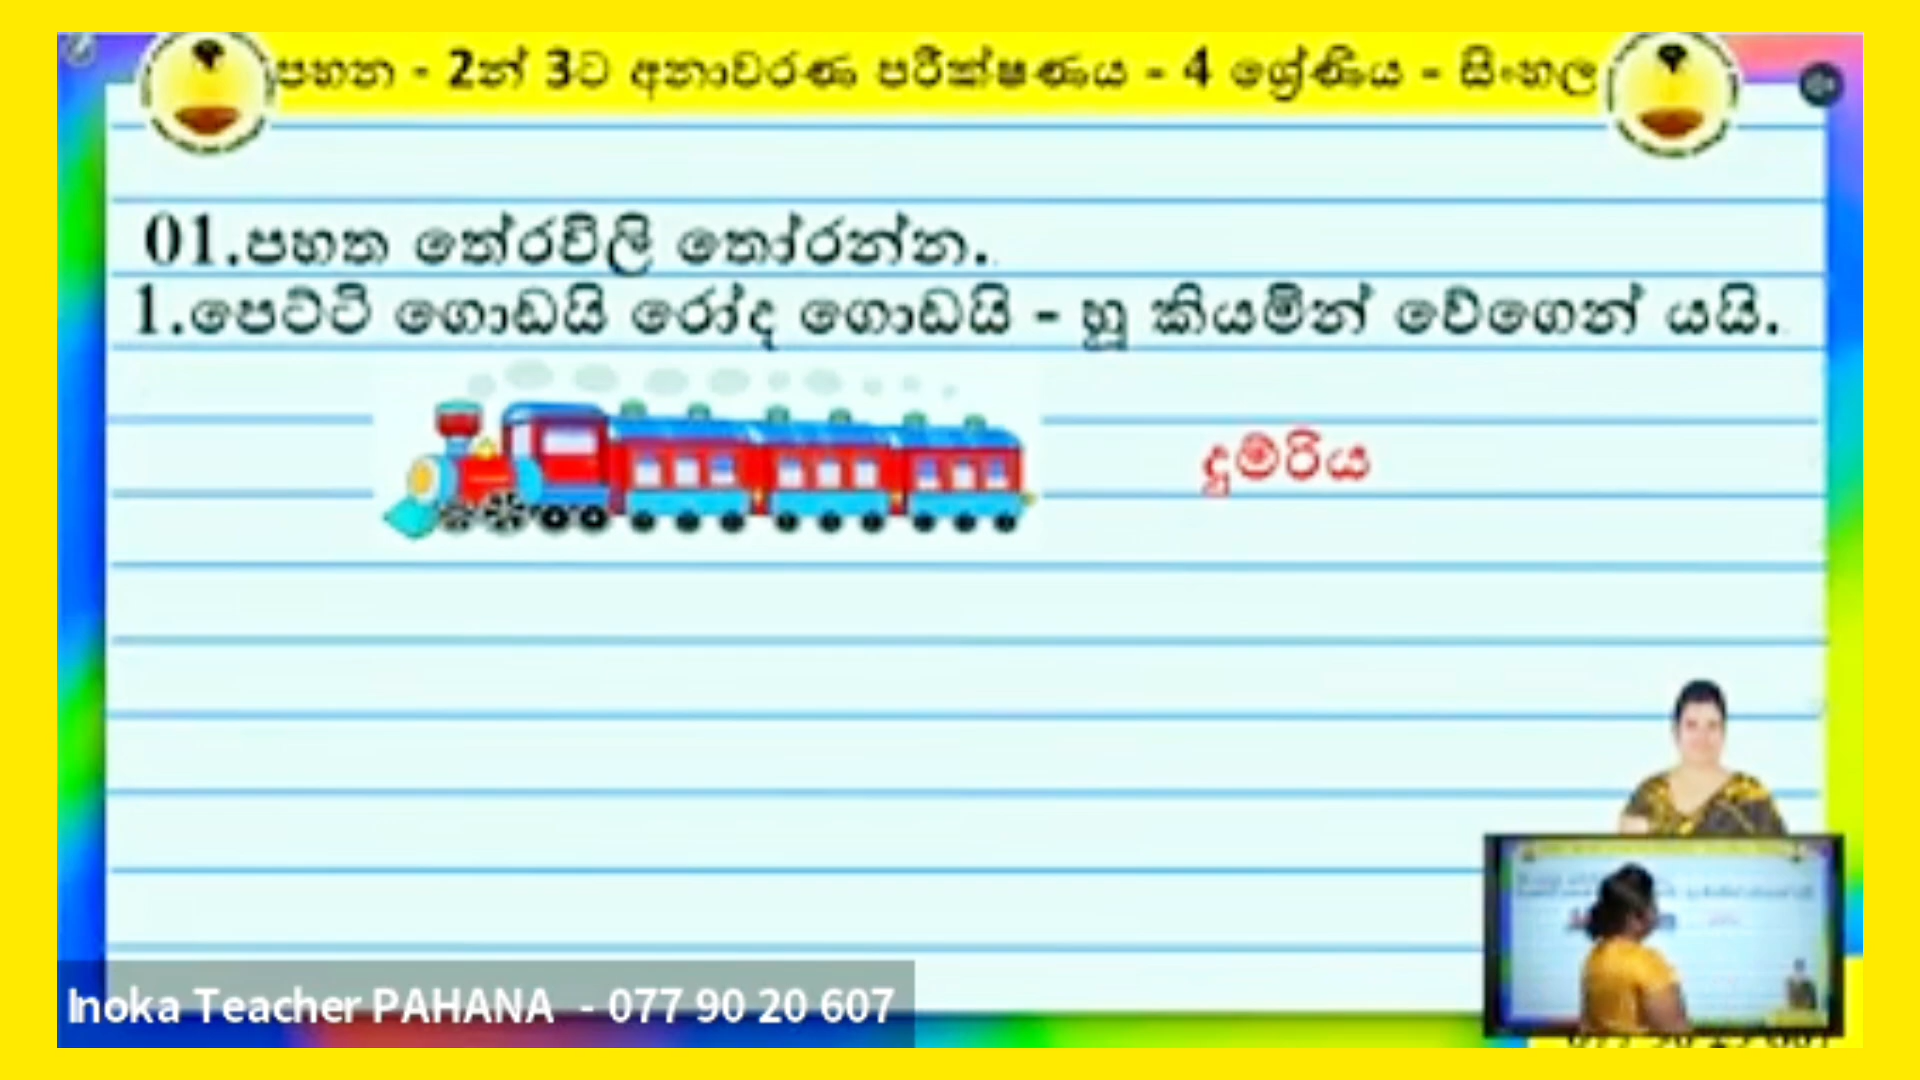 පහන - 2න් 3ට අනාවරණ පරීක්ෂණය - 4 ශ්‍රේණිය - සිංහල
01.පහත තේරවිලි තෝරන්න.
1.පෙට්ටි ගොඩයි රෝද ගොඩයි - හූ කියමින් වේගෙන් යයි.
දුම්රිය
Inoka Teacher PAHANA - 077 90 20 607